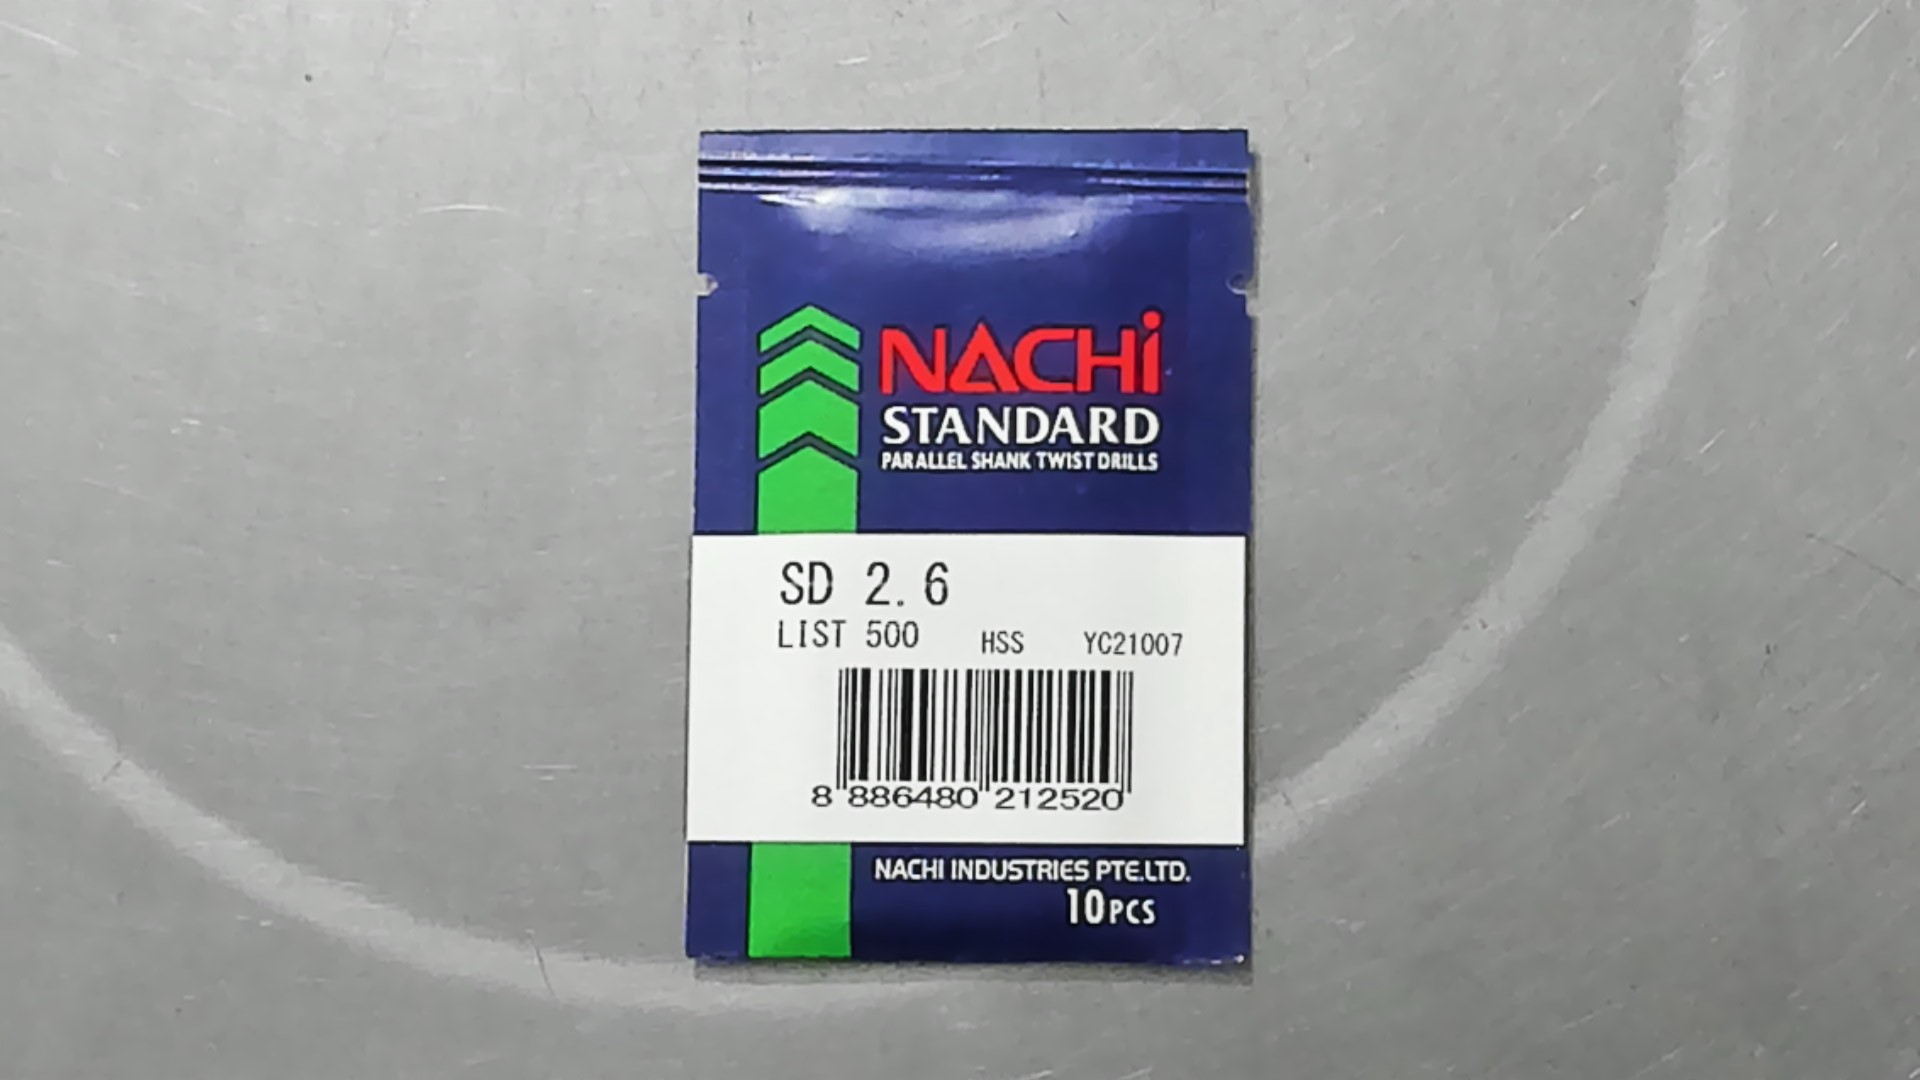 NACHi
STANDARD
PARALLEL SHANK TWIST DRILLS
SD 2.6
LIST 500 HSS YC21007
8 886480 212520
NACHI INDUSTRIES PTE.LTD.
10PCS